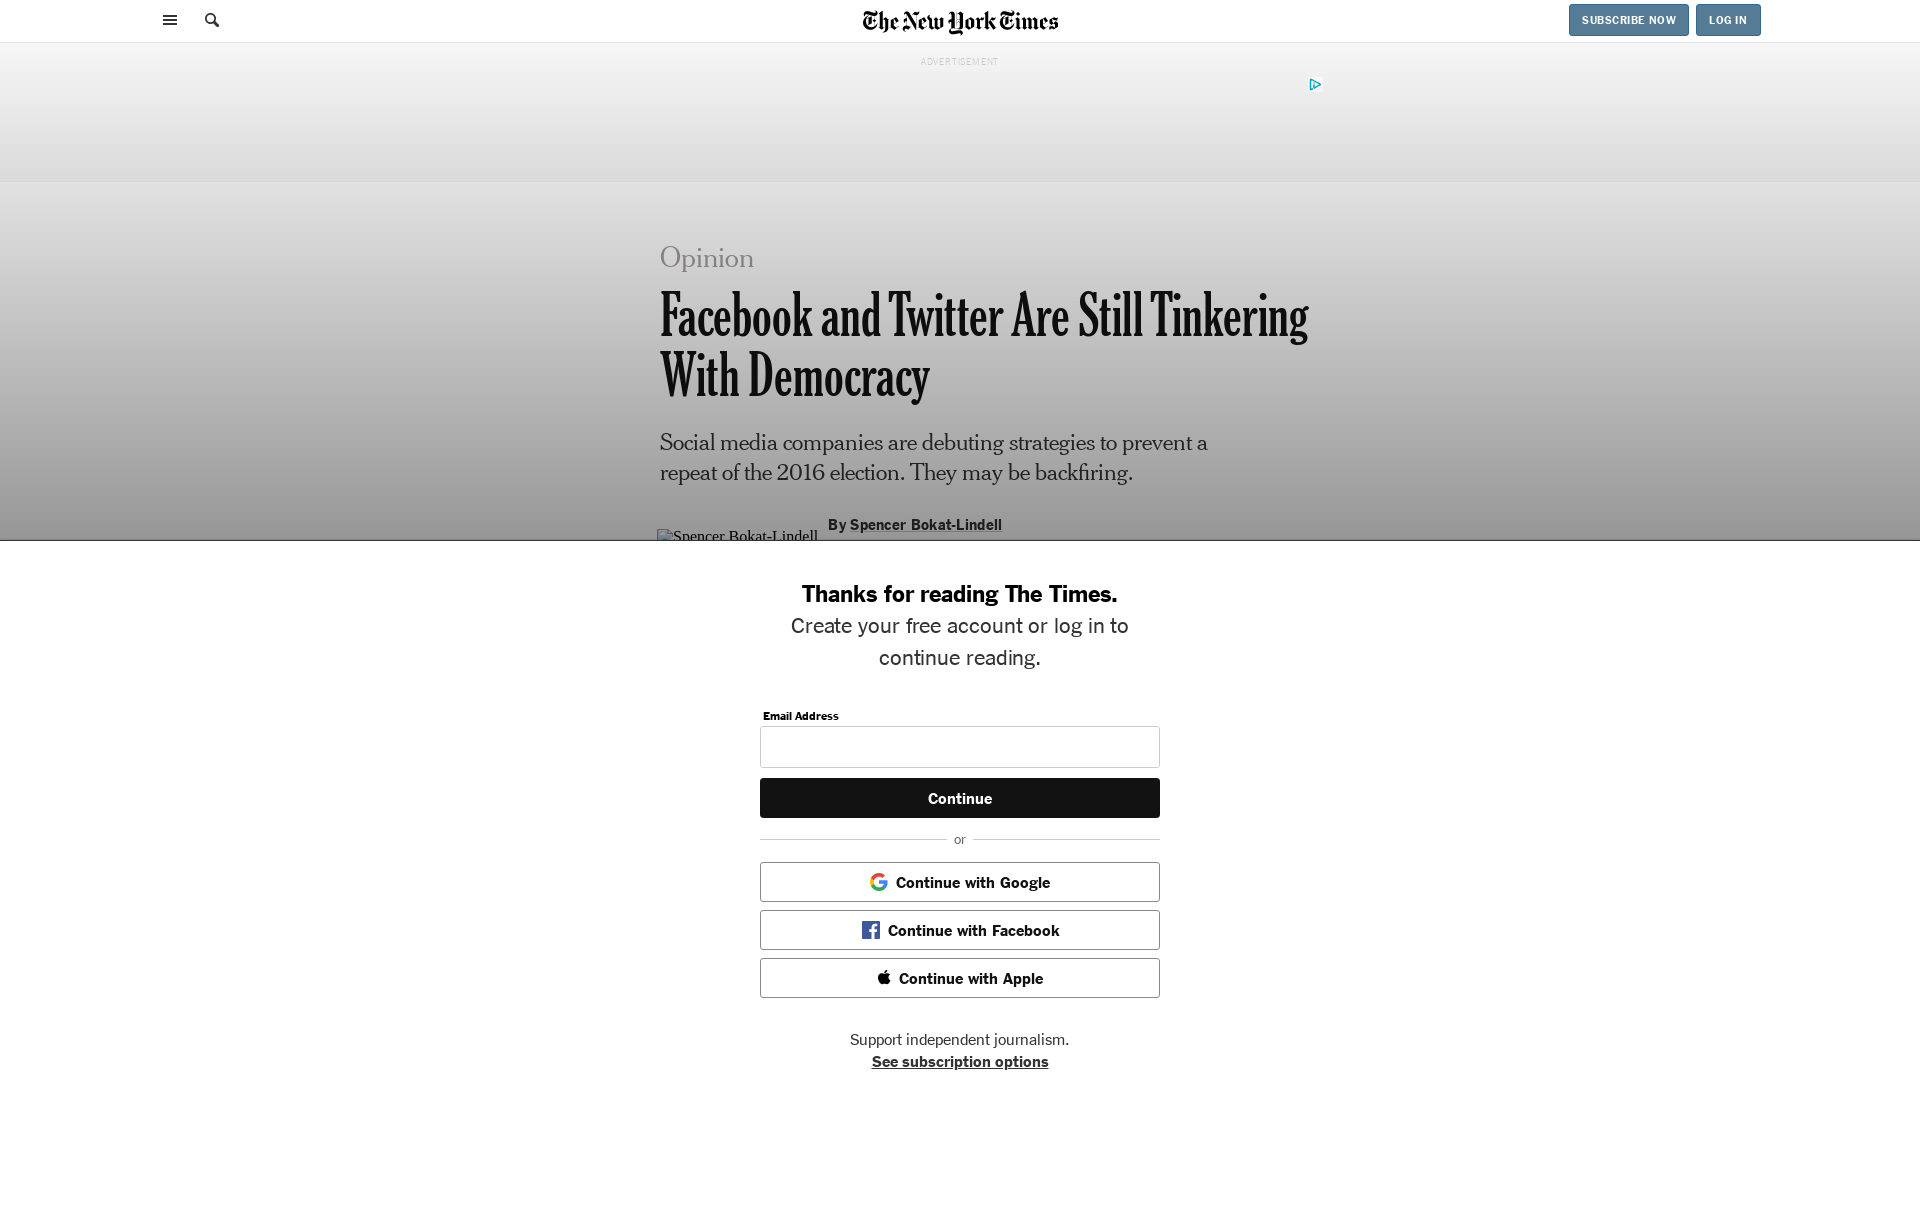 The New York Times
SUBSCRIBE NOW
LOG IN
ADVERTISEMENT
Opinion
Facebook and Twitter Are Still Tinkering
With Democracy
Social media companies are debuting strategies to prevent a
repeat of the 2016 election. They may be backfiring.
By Spencer Bokat-Lindell
Spencer Bokat-Lindell
Thanks for reading The Times.
Create your free account or log in to
continue reading.
Email Address
Continue
or
Continue with Google
Continue with Facebook
Continue with Apple
Support independent journalism.
See subscription options